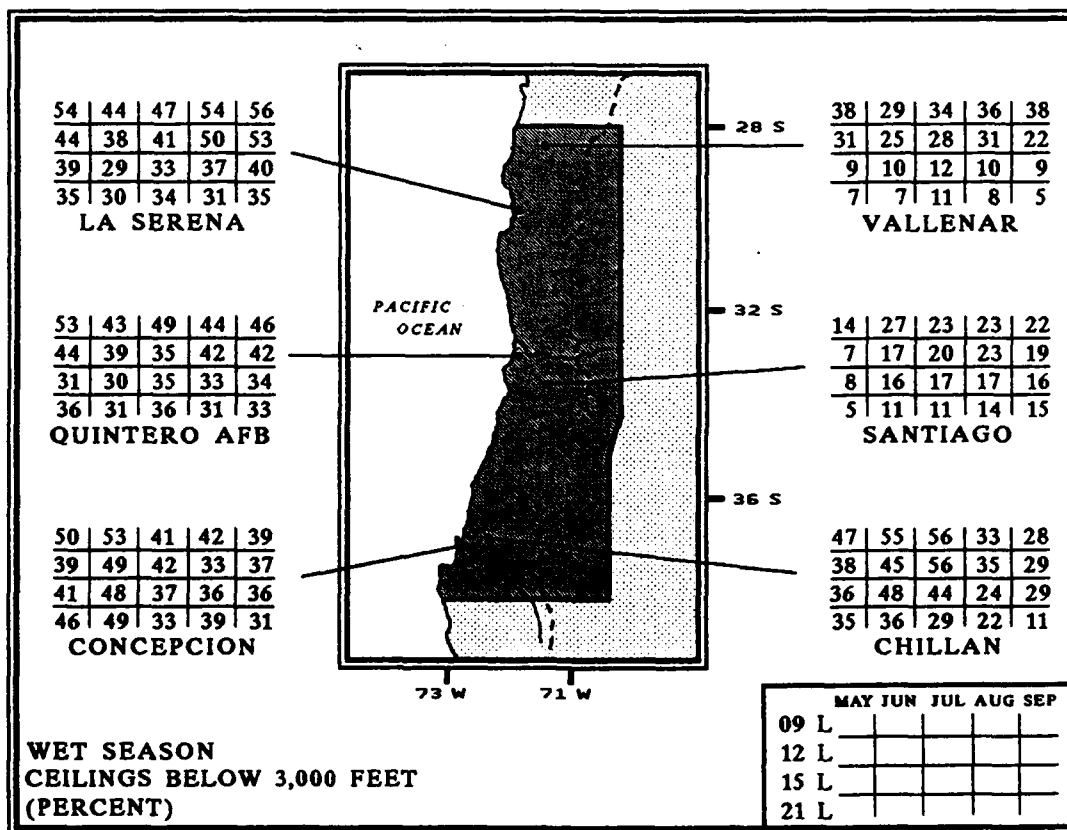 54 44 47 54 56
44 38 41 50 53
39 29 33 37 40
35 30 34 31 35
LA SERENA
53 43 49 44 46
44 39 35 42 42
31 30 35 33 34
36 31 36 31 33
QUINTERO AFB
50 53 41 42 39
39 49 42 33 37
41 48 37 36 36
46 49 33 39 31
CONCEPCION
PACIFIC
OCEAN
28 S
32 S
36 S
73 W 71 W
38 29 34 36 38
31 25 28 31 22
9 10 12 10 9
7 7 11 8 5
VALLENAR
14 27 23 23 22
7 17 20 23 19
8 16 17 17 16
5 11 11 14 15
SANTIAGO
47 55 56 33 28
38 45 56 35 29
36 48 44 24 29
35 36 29 22 11
CHILLAN
WET SEASON
CEILINGS BELOW 3,000 FEET
(PERCENT)
MAY JUN JUL AUG SEP
09 L
12 L
15 L
21 L